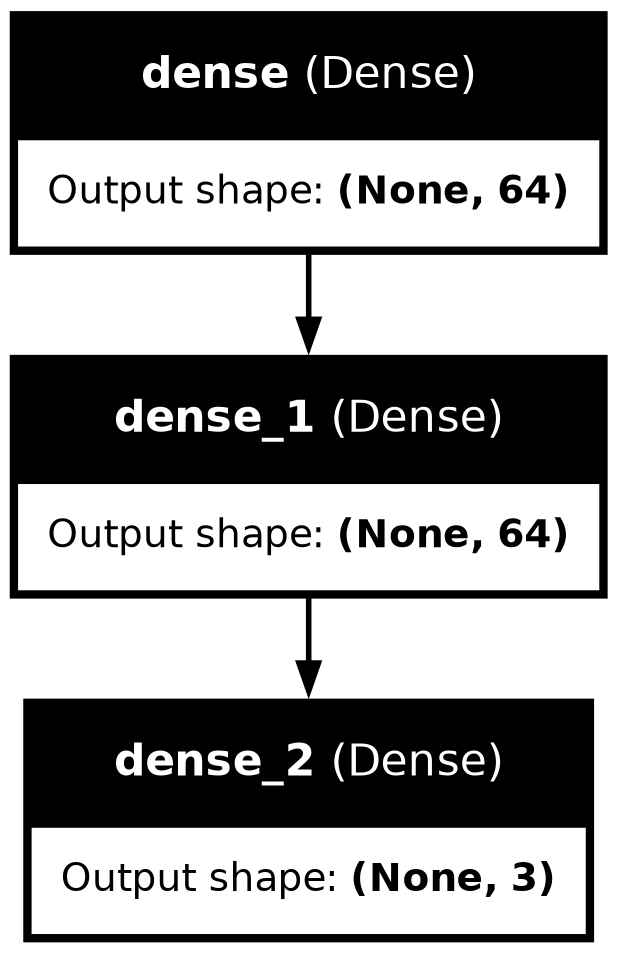 dense (Dense)
Output shape: (None, 64)
dense_1 (Dense)
Output shape: (None, 64)
dense_2 (Dense)
Output shape: (None, 3)